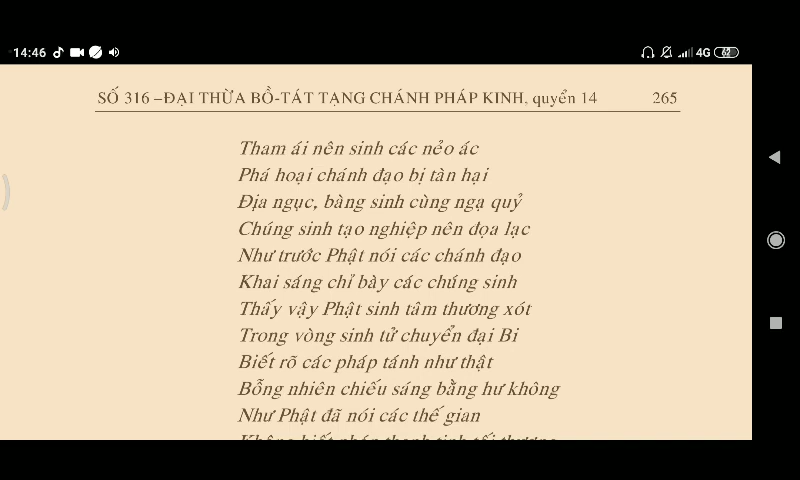 14:46
4G 62
SỐ 316 –ĐẠI THỪA BỒ-TÁT TẠNG CHÁNH PHÁP KINH, quyển 14 265
Tham ái nên sinh các nẻo ác
Phá hoại chánh đạo bị tàn hại
Địa ngục, bàng sinh cùng ngạ quỷ
Chúng sinh tạo nghiệp nên đọa lạc
Như trước Phật nói các chánh đạo
Khai sáng chỉ bày các chúng sinh
Thấy vậy Phật sinh tâm thương xót
Trong vòng sinh tử chuyển đại Bi
Biết rõ các pháp tánh như thật
Bỗng nhiên chiếu sáng bằng hư không
Như Phật đã nói các thế gian